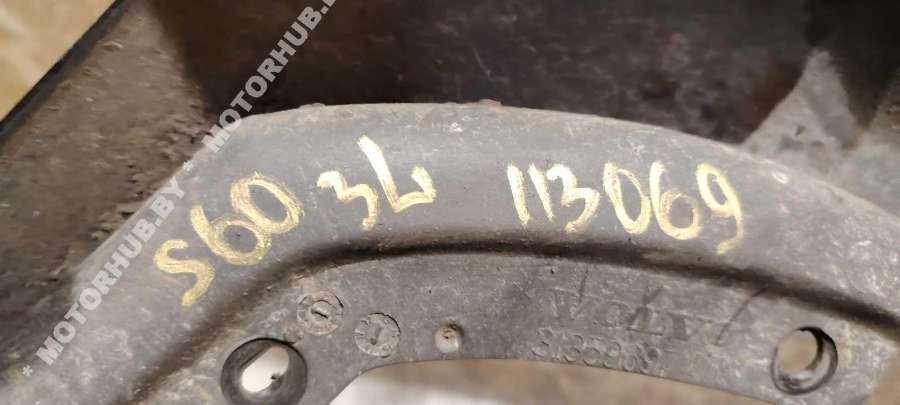 * MOTORHUB.BY * MOTORHUB.BY
S60 3L 113069
VOLVO